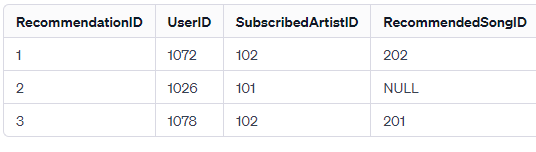 RecommendationID UserID SubscribedArtistID RecommendedSongID
1 1072 102 202
2 1026 101 NULL
3 1078 102 201